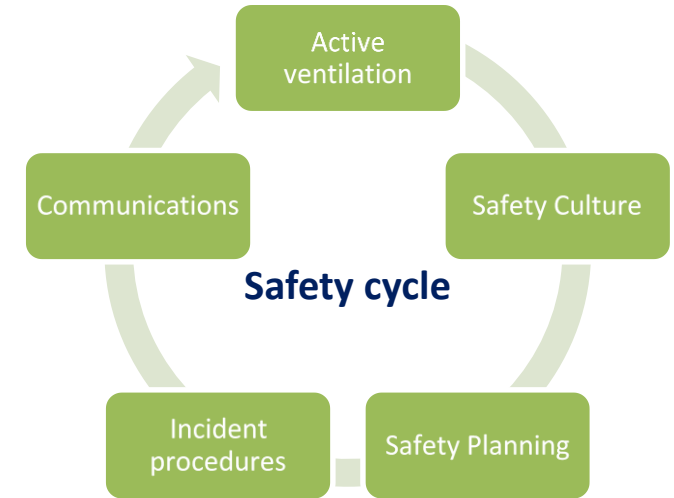 Active
ventilation
Safety Culture
Safety Planning
Incident
procedures
Communications
Safety cycle